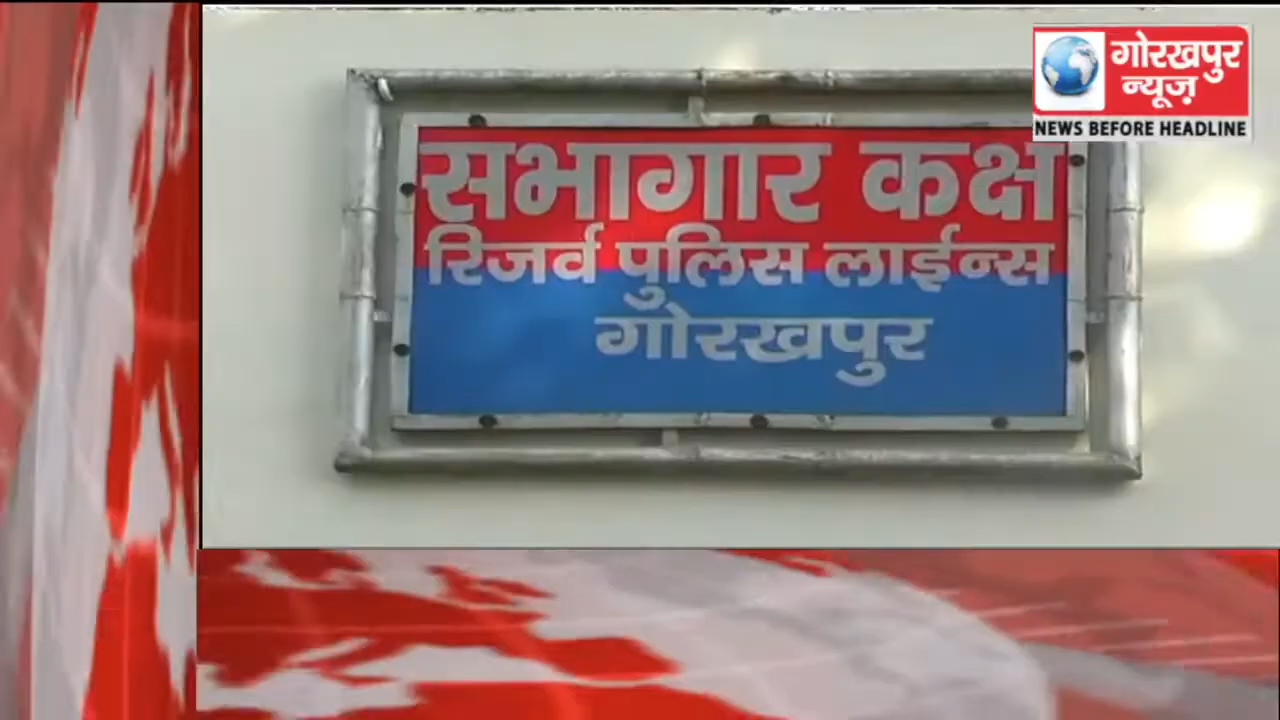 गोरखपुर
न्यूज़
NEWS BEFORE HEADLINE
सभागार कक्ष
रिजर्व पुलिस लाईन्स
गोरखपुर